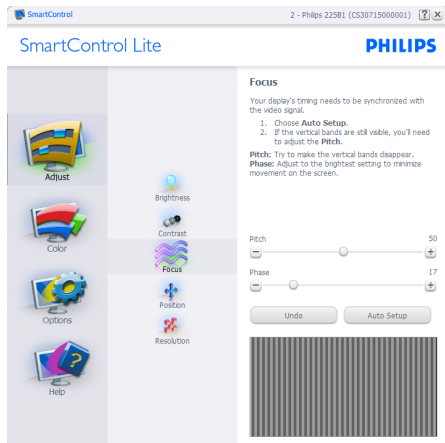 SmartControl
2 - Philips 225B1 (CS30715000001)
?
SmartControl Lite
PHILIPS
Adjust
Color
Options
Help
Brightness
Contrast
Focus
Position
Resolution
Focus
Your display's timing needs to be synchronized with
the video signal.
1. Choose Auto Setup.
2. If the vertical bands are still visible, you'll need
to adjust the Pitch.
Pitch: Try to make the vertical bands disappear.
Phase: Adjust to the brightest setting to minimize
movement on the screen.
Pitch 50
Phase 17
Undo
Auto Setup